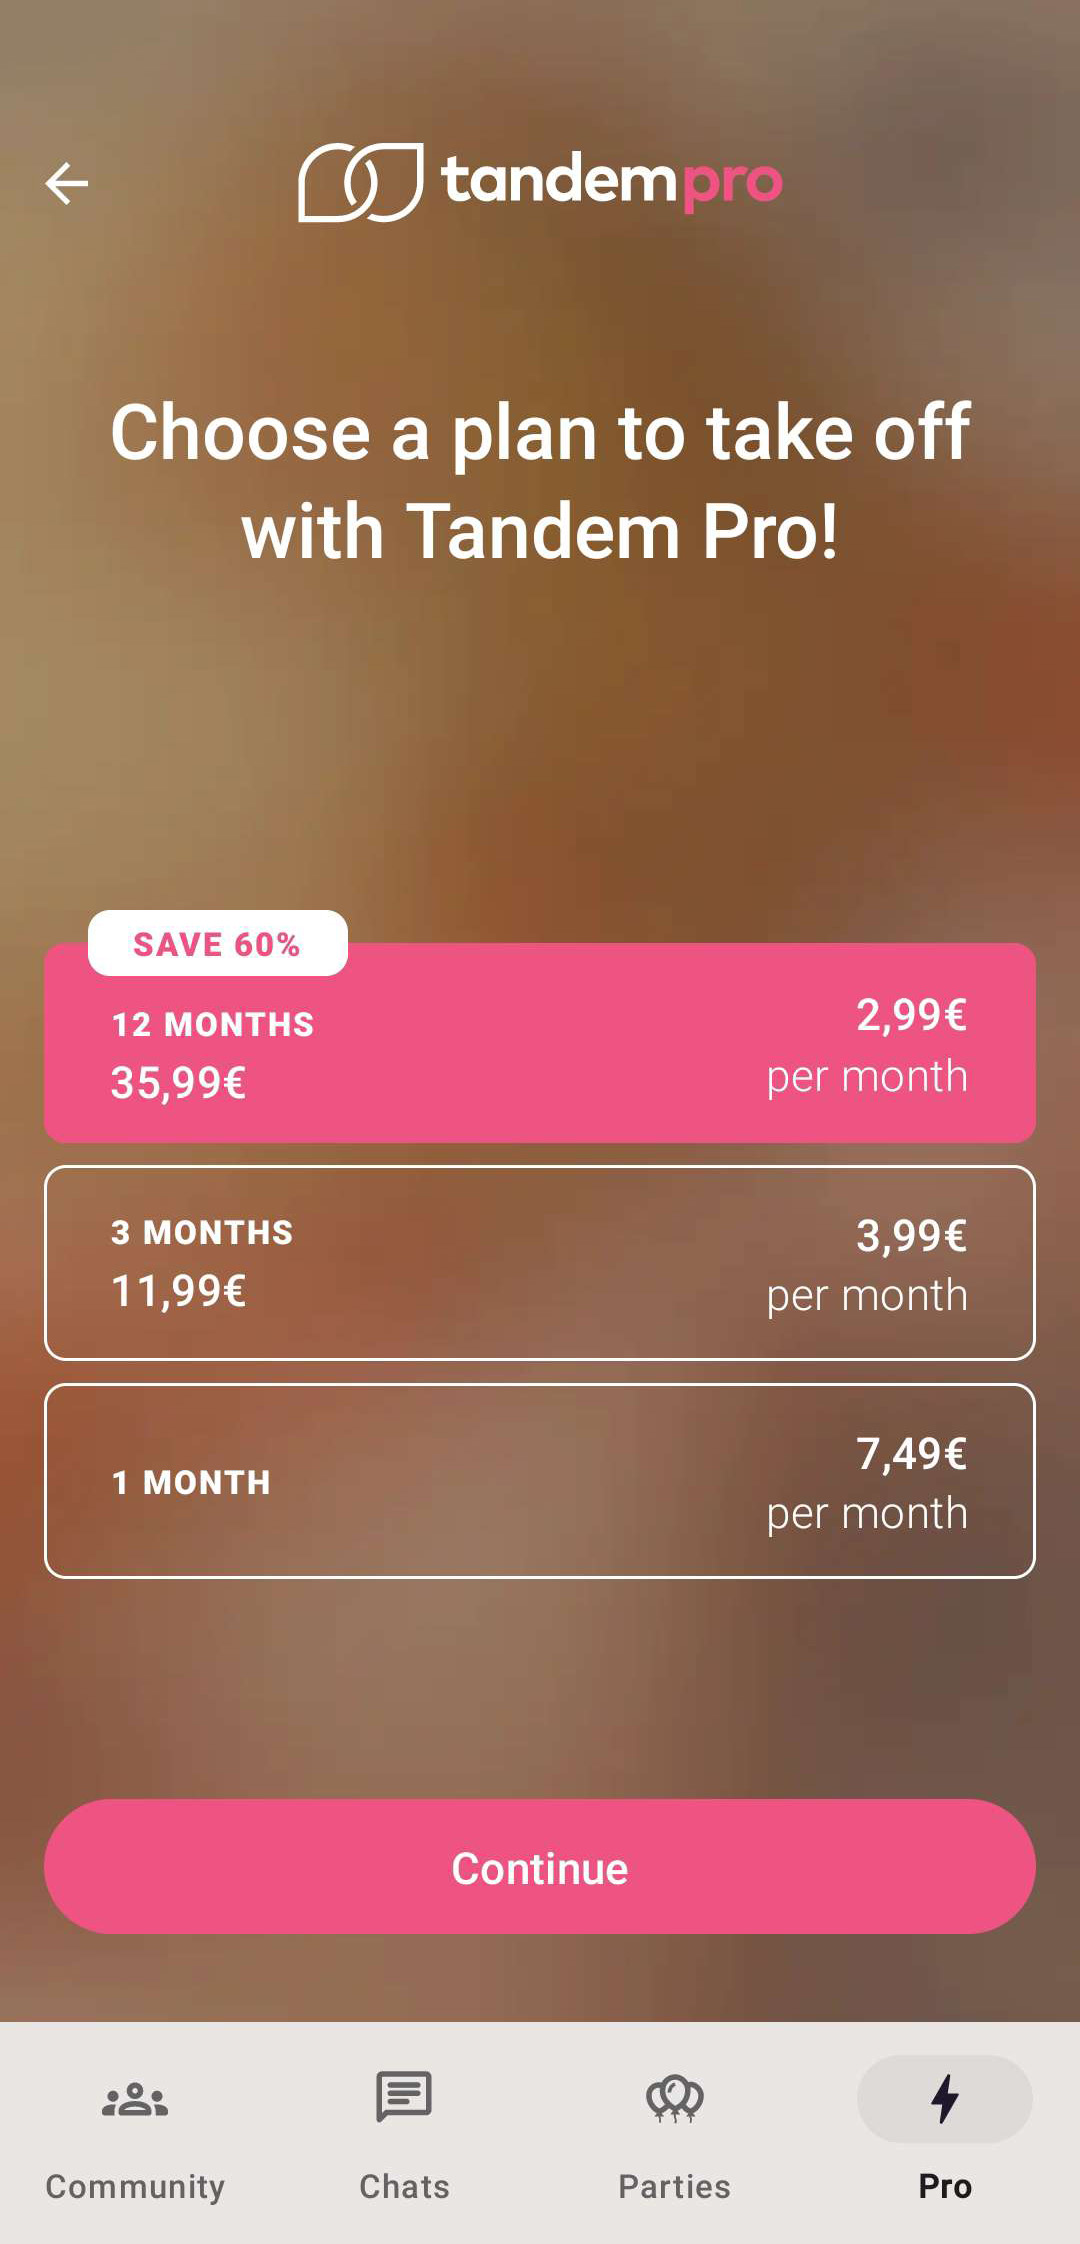 tandempro
Choose a plan to take off
with Tandem Pro!
SAVE 60%
12 MONTHS
35,99€
2,99€
per month
3 MONTHS
11,99€
3,99€
per month
1 MONTH
7,49€
per month
Continue
Community
Chats
Parties
Pro